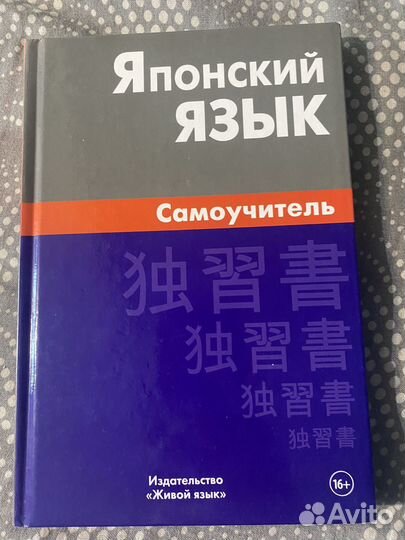 Японский
язык
Самоучитель
独習書
独習書
独習書
独習書
Издательство
«Живой язык»
16+
Avito